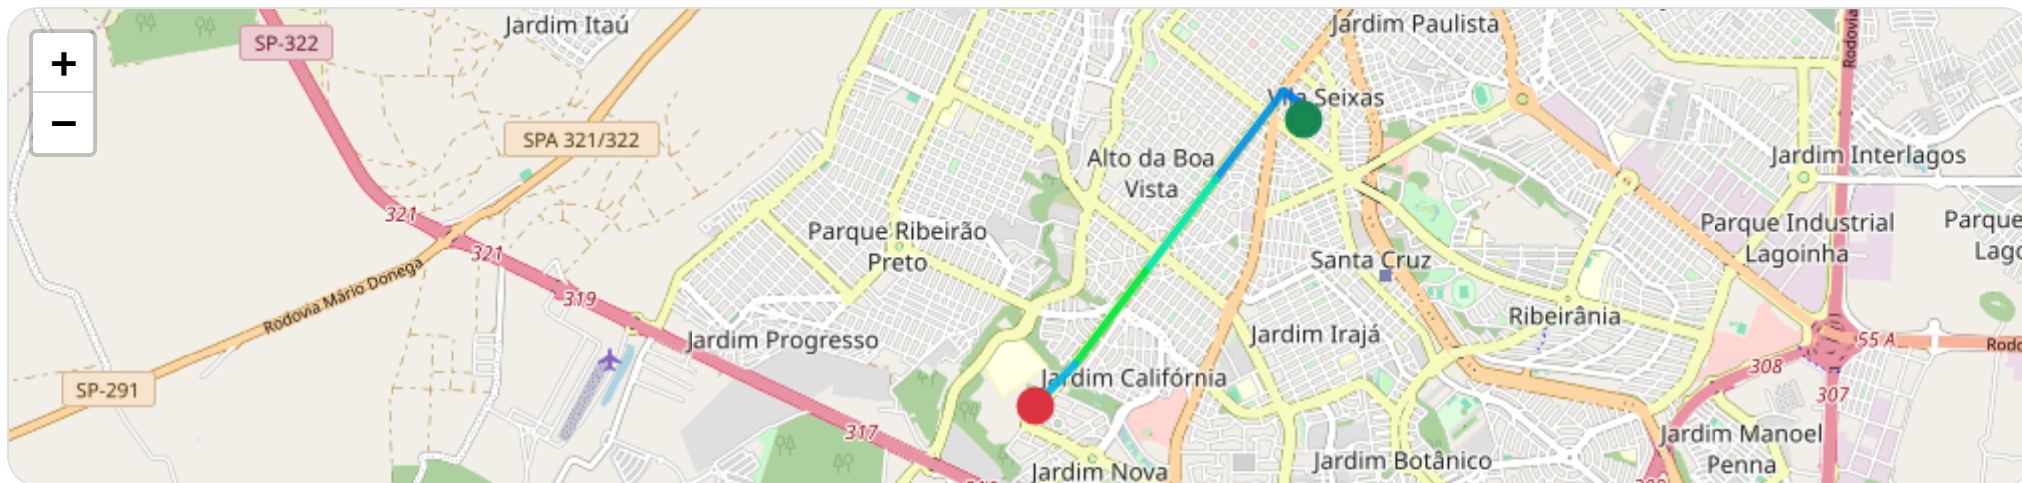 Jardim Itaú
Jardim Paulista
Rodovia
+
SP-322
−
Vila Seixas
SPA 321/322
Alto da Boa
Vista
Jardim Interlagos
321
321
Parque Ribeirão
Preto
Parque Industrial
Lagoinha
Parque
Lago
Santa Cruz
319
Rodovia Mário Donega
Ribeirânia
Jardim Irajá
Jardim Progresso
55 A
Rodo
308
Jardim Califórnia
SP-291
307
317
Jardim Manoel
Penna
Jardim Botânico
Jardim Nova